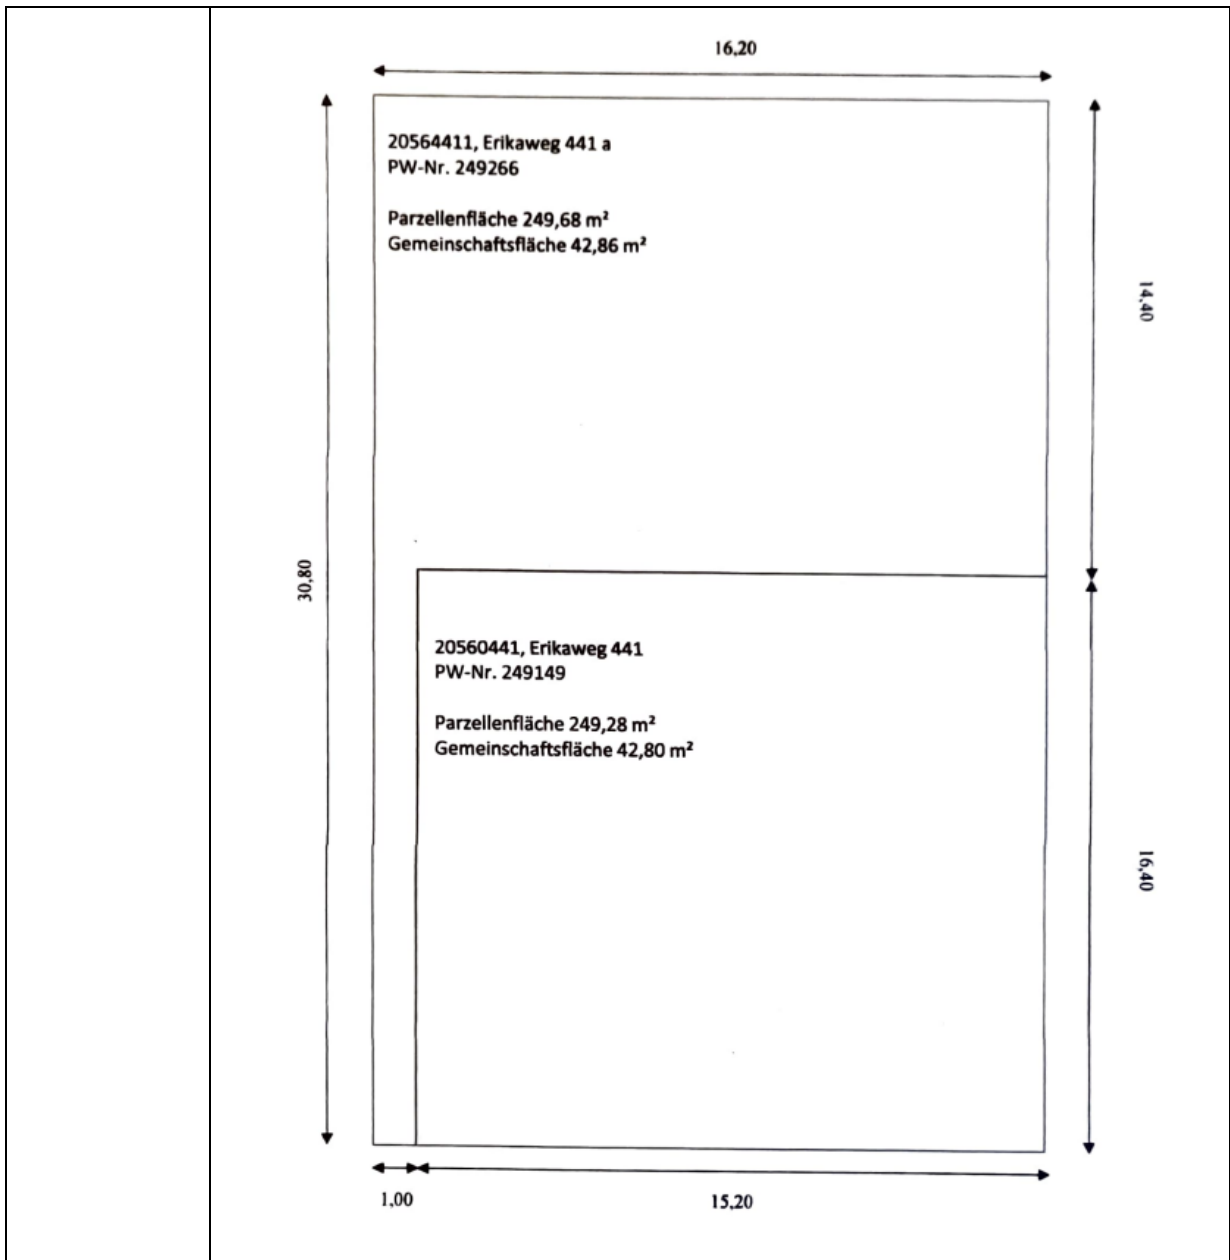 16,20
20564411, Erikaweg 441 a
PW-Nr. 249266
Parzellenfläche 249,68 m²
Gemeinschaftsfläche 42,86 m²
14,40
30,80
20560441, Erikaweg 441
PW-Nr. 249149
Parzellenfläche 249,28 m²
Gemeinschaftsfläche 42,80 m²
16,40
1,00
15,20